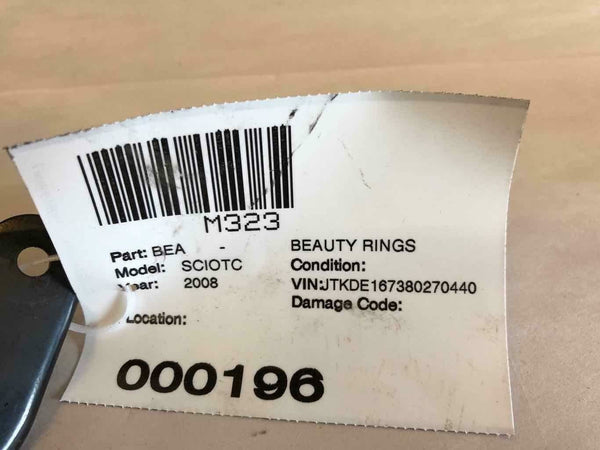 M323
Part: BEA - BEAUTY RINGS
Model: SCIOTC Condition:
Year: 2008 VIN:JTKDE167380270440
Location: Damage Code:
000196